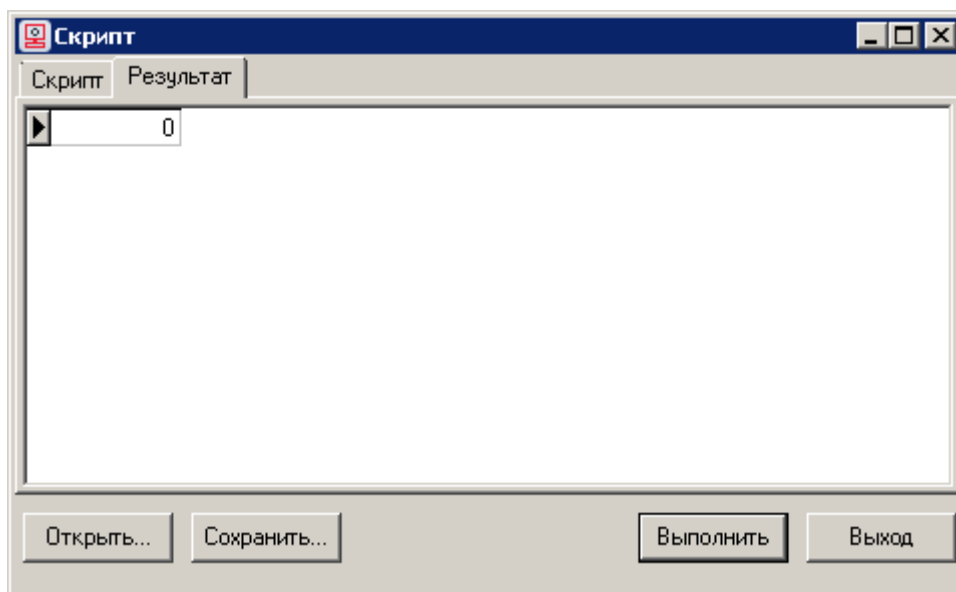 Скрипт
Скрипт Результат
0
Открыть... Сохранить... Выполнить Выход